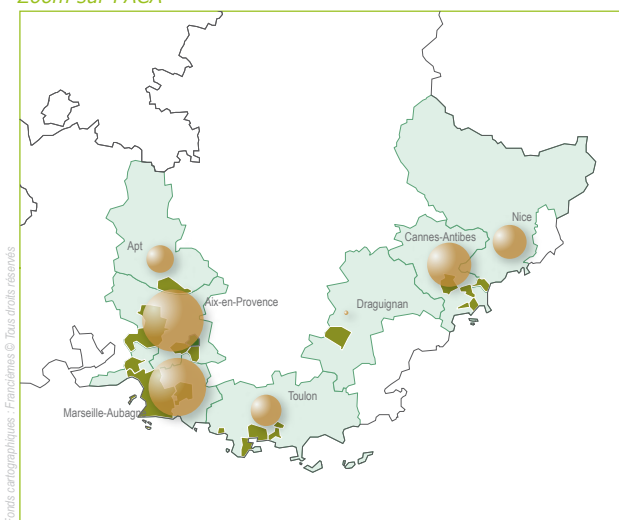 Zoom sur PACA
Nice
Cannes-Antibes
Apt
Aix-en-Provence
Draguignan
Toulon
Marseille-Aubagne
Fonds cartographiques : Franclèmes © Tous droits réservés